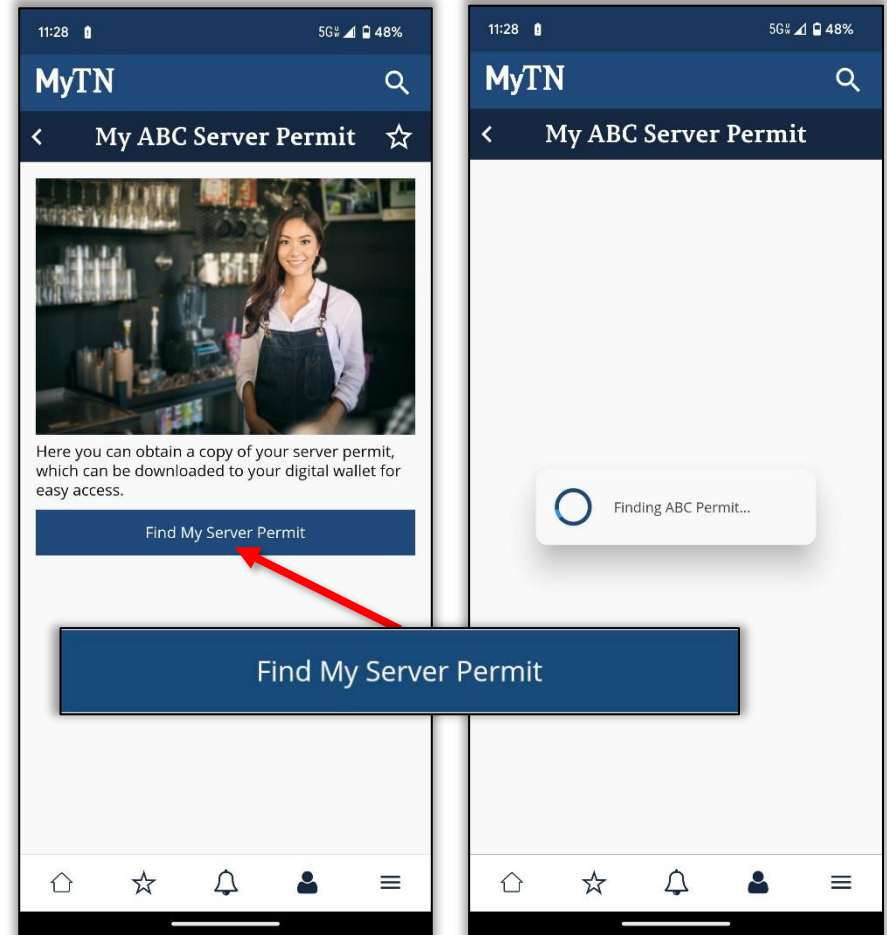 11:28
5G 48%
MyTN
My ABC Server Permit
Here you can obtain a copy of your server permit,
which can be downloaded to your digital wallet for
easy access.
Find My Server Permit
11:28
5G 48%
MyTN
My ABC Server Permit
Finding ABC Permit...
Find My Server Permit